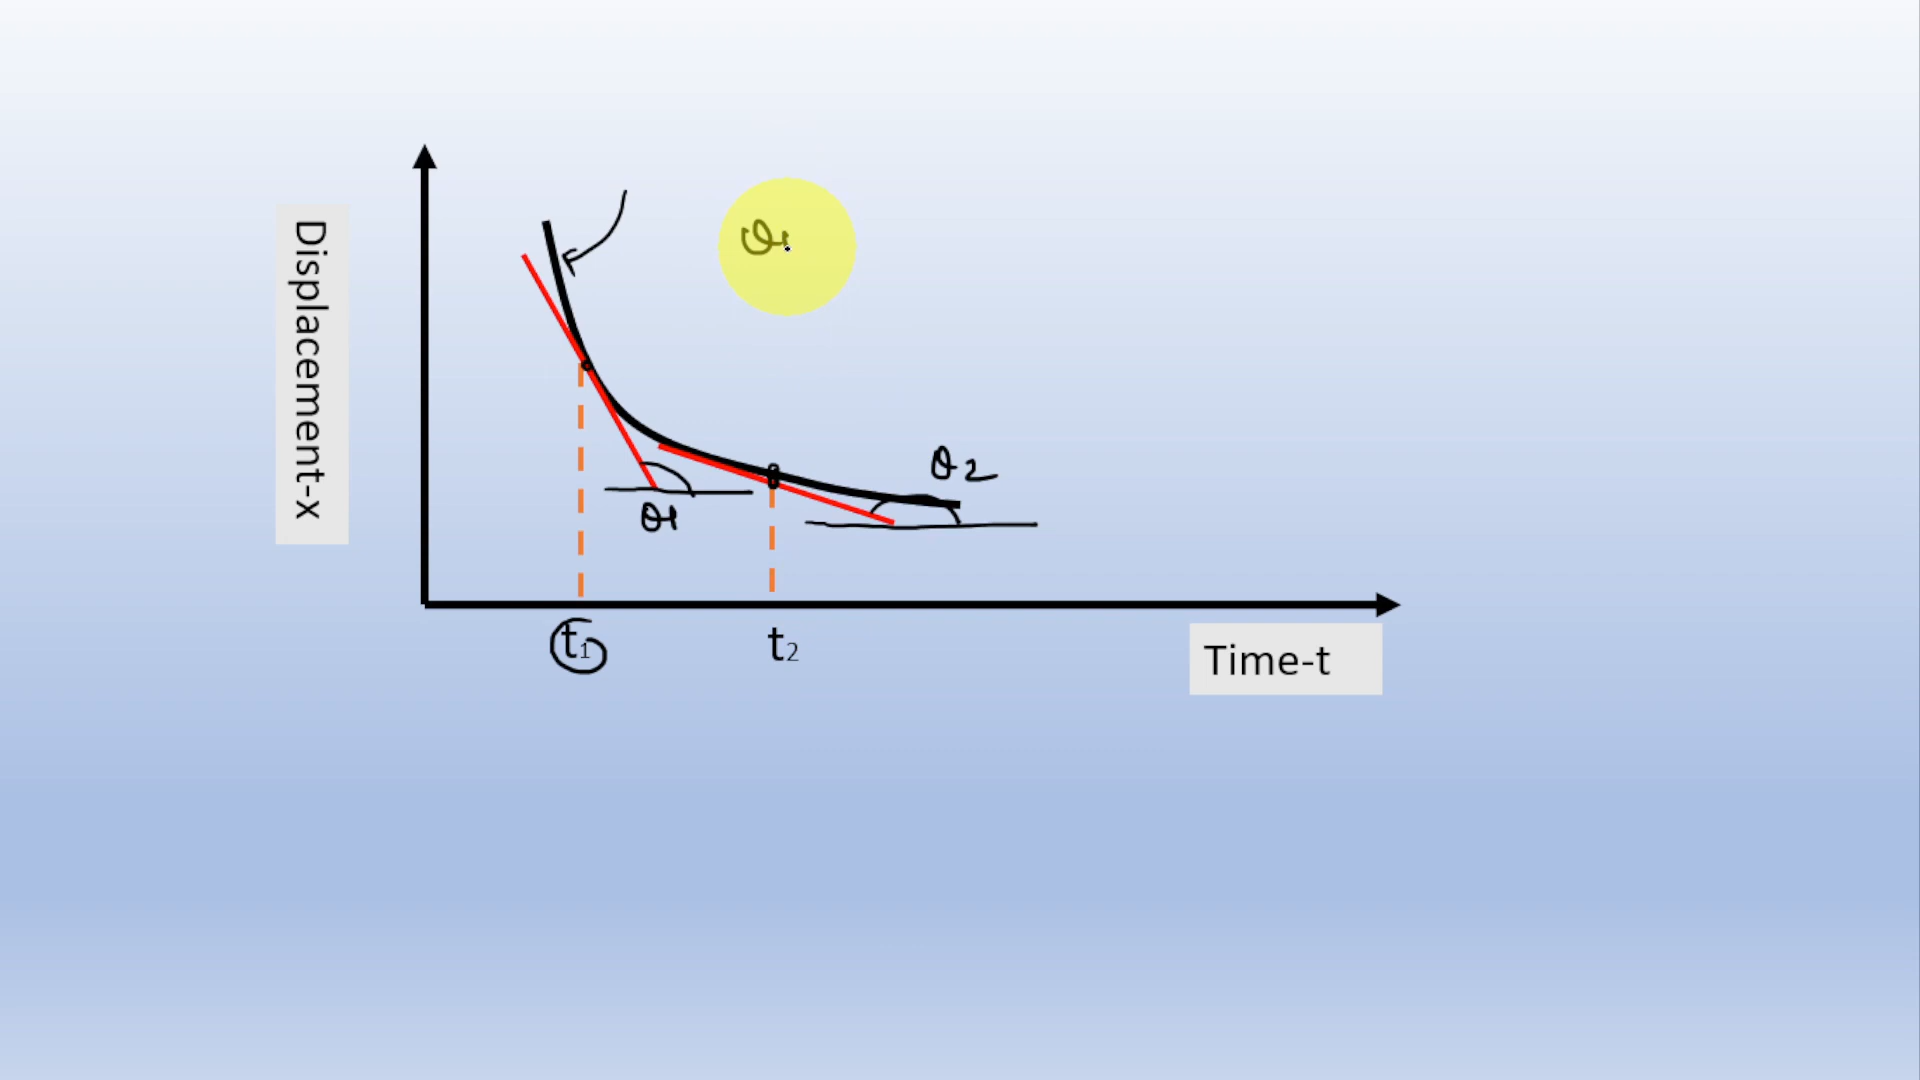 Displacement-x
θ1
θ2
θ1
t1
t2
Time-t